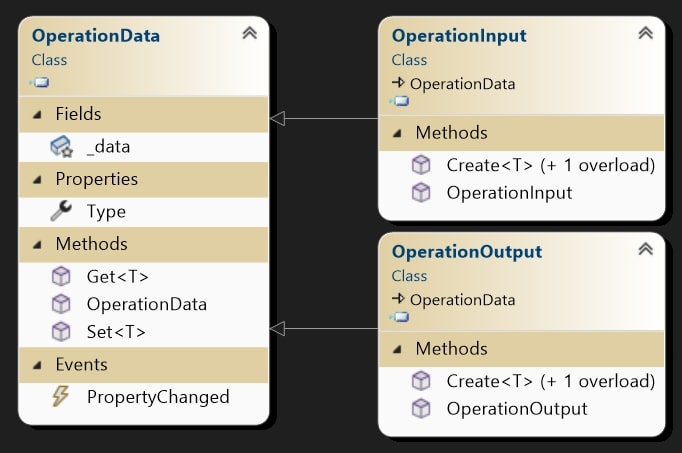 OperationData
Class
Fields
_data
Properties
Type
Methods
Get<T>
OperationData
Set<T>
Events
PropertyChanged
OperationInput
Class
OperationData
Methods
Create<T> (+ 1 overload)
OperationInput
OperationOutput
Class
OperationData
Methods
Create<T> (+ 1 overload)
OperationOutput